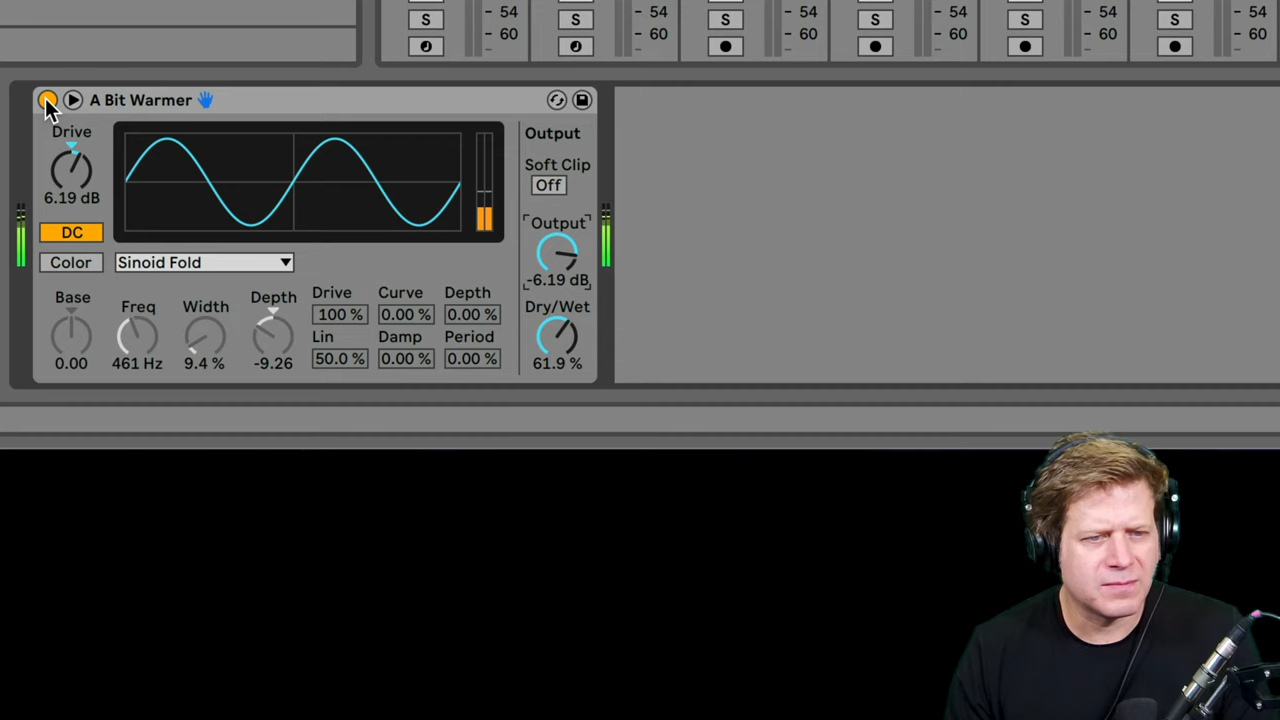 - 54 - 54 - 54 - 54 - 54 - 54
S S S S S S
- 60 - 60 - 60 - 60 - 60 - 60
A Bit Warmer
Drive
6.19 dB
DC
Color
Sinoid Fold
Base
0.00
Freq
461 Hz
Width
9.4 %
Depth
-9.26
Drive Curve Depth
100 % 0.00 % 0.00 %
Lin Damp Period
50.0 % 0.00 % 0.00 %
Output
Soft Clip
Off
Output
-6.19 dB
Dry/Wet
61.9 %